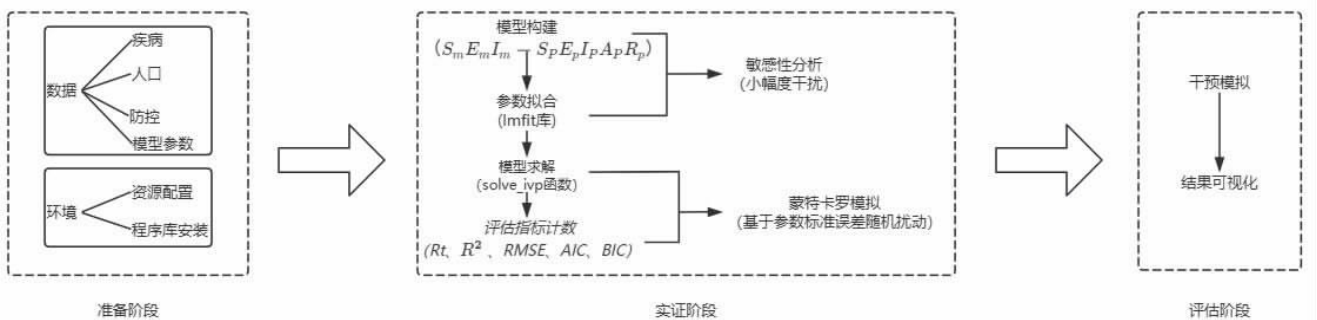 疾病
人口
数据
防控
模型参数
资源配置
环境
程序库安装
准备阶段
模型构建
(SₘEₘIₘ − S_PE_pI_PA_PR_p)
参数拟合
(lmfit库)
模型求解
(solve_ivp函数)
评估指标计数
(Rt、R²、RMSE、AIC、BIC)
敏感性分析
(小幅度干扰)
蒙特卡罗模拟
(基于参数标准误差随机扰动)
实证阶段
干预模拟
结果可视化
评估阶段